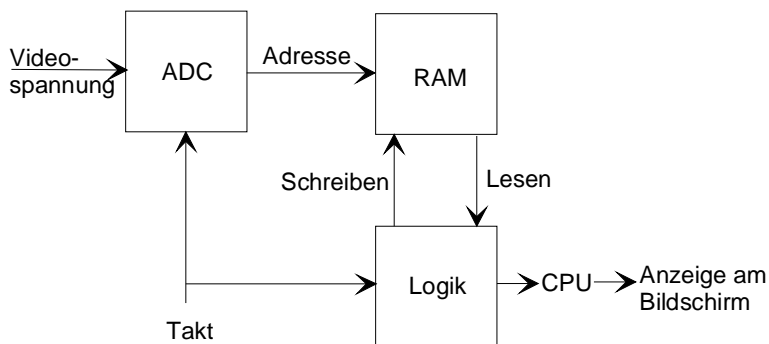 Video-
spannung
ADC
Adresse
RAM
Schreiben
Lesen
Logik
CPU
Anzeige am
Bildschirm
Takt